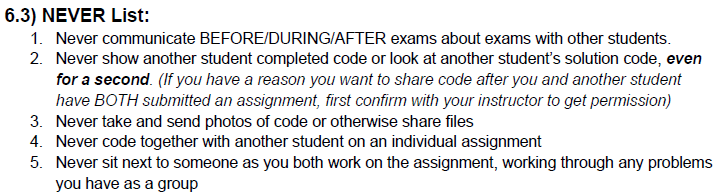 6.3) NEVER List:
1. Never communicate BEFORE/DURING/AFTER exams about exams with other students.
2. Never show another student completed code or look at another student's solution code, even
for a second. (If you have a reason you want to share code after you and another student
have BOTH submitted an assignment, first confirm with your instructor to get permission)
3. Never take and send photos of code or otherwise share files
4. Never code together with another student on an individual assignment
5. Never sit next to someone as you both work on the assignment, working through any problems
you have as a group